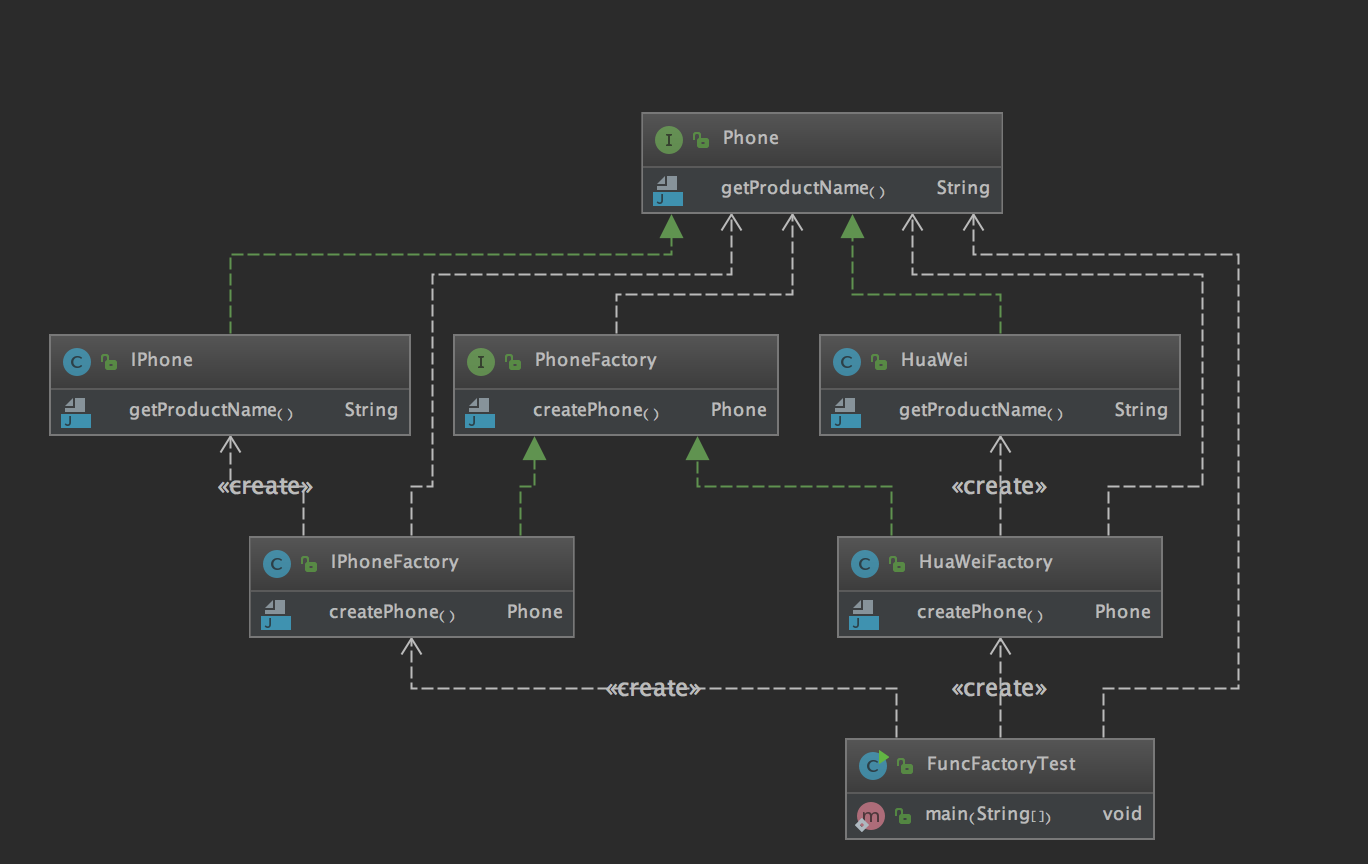 I Phone
J getProductName() String
C IPhone
J getProductName() String
I PhoneFactory
J createPhone() Phone
C HuaWei
J getProductName() String
«create»
«create»
C IPhoneFactory
J createPhone() Phone
C HuaWeiFactory
J createPhone() Phone
«create»
«create»
C FuncFactoryTest
m main(String[]) void